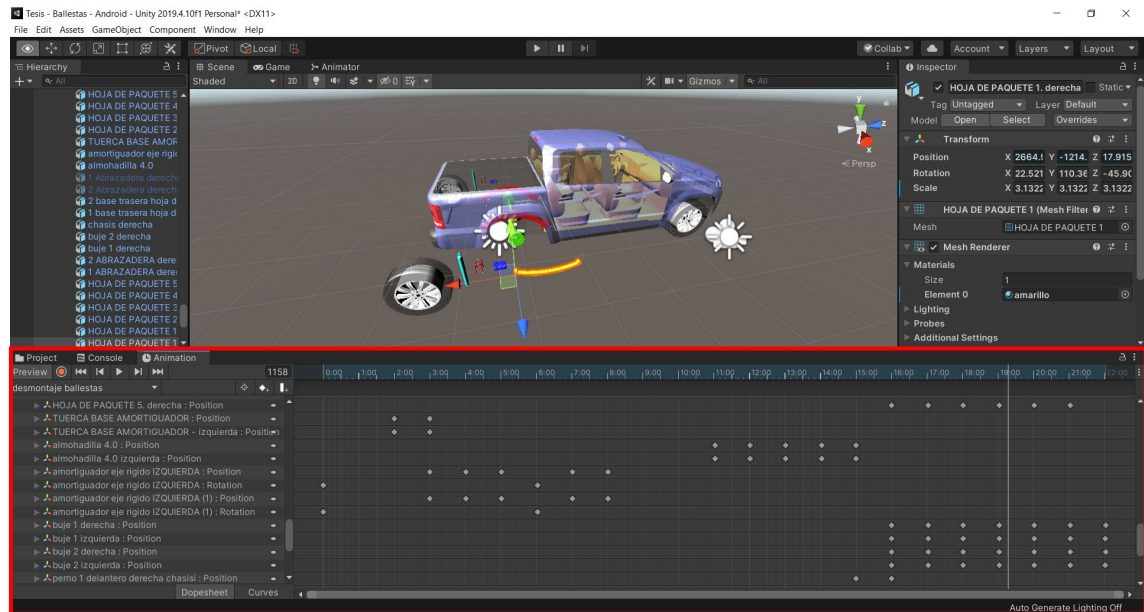 Tesis - Ballestas - Android - Unity 2019.4.10f1 Personal* <DX11>
File Edit Assets GameObject Component Window Help
Pivot Local Collab Account Layers Layout
Hierarchy
All
HOJA DE PAQUETE 5
HOJA DE PAQUETE 4
HOJA DE PAQUETE 3
HOJA DE PAQUETE 2
TUERCA BASE AMOR
amortiguador eje rigi
almohadilla 4.0
1 Abrazadera derech
2 Abrazadera derech
2 base trasera hoja d
1 base trasera hoja d
chasis derecha
buje 2 derecha
buje 1 derecha
2 ABRAZADERA dere
1 ABRAZADERA dere
HOJA DE PAQUETE 5
HOJA DE PAQUETE 4
HOJA DE PAQUETE 3
HOJA DE PAQUETE 2
HOJA DE PAQUETE 1
HOJA DE PAQUETE 1
Scene Game Animator
Shaded 2D 0 Gizmos All
y
z
x
Persp
Inspector
HOJA DE PAQUETE 1. derecha Static
Tag Untagged Layer Default
Model Open Select Overrides
Transform
Position X 2664.9 Y -1214. Z 17.915
Rotation X 22.521 Y 110.36 Z -45.90
Scale X 3.1322 Y 3.1322 Z 3.1322
HOJA DE PAQUETE 1 (Mesh Filter
Mesh HOJA DE PAQUETE 1
Mesh Renderer
Materials
Size 1
Element 0 amarillo
Lighting
Probes
Additional Settings
Project Console Animation
Preview 1158 0:00 1:00 2:00 3:00 4:00 5:00 6:00 7:00 8:00 9:00 10:00 11:00 12:00 13:00 14:00 15:00 16:00 17:00 18:00 19:00 20:00 21:00 22:00
desmontaje ballestas
HOJA DE PAQUETE 5. derecha : Position
TUERCA BASE AMORTIGUADOR : Position
TUERCA BASE AMORTIGUADOR - izquierda : Position
almohadilla 4.0 : Position
almohadilla 4.0 izquierda : Position
amortiguador eje rigido IZQUIERDA : Position
amortiguador eje rigido IZQUIERDA : Rotation
amortiguador eje rigido IZQUIERDA (1) : Position
amortiguador eje rigido IZQUIERDA (1) : Rotation
buje 1 derecha : Position
buje 1 izquierda : Position
buje 2 derecha : Position
buje 2 izquierda : Position
perno 1 delantero derecha chasisi : Position
Dopesheet Curves
Auto Generate Lighting Off